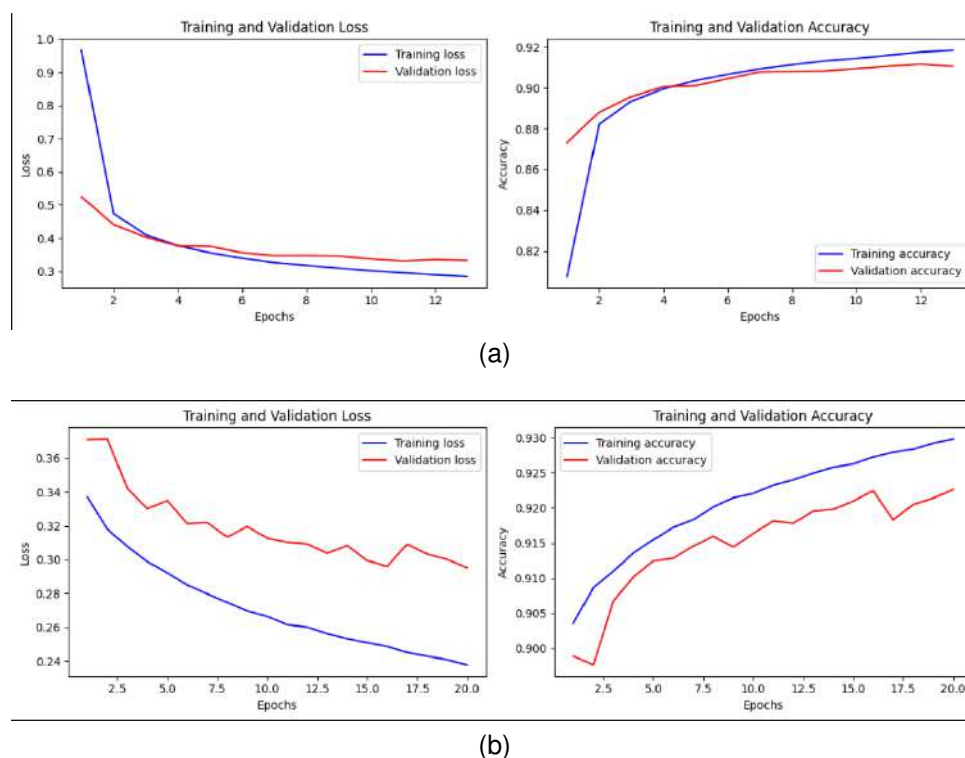 Training and Validation Loss
1.0
0.9
0.8
0.7
0.6
0.5
0.4
0.3
Loss
Training loss
Validation loss
2 4 6 8 10 12
Epochs
Training and Validation Accuracy
0.92
0.90
0.88
0.86
0.84
0.82
Accuracy
Training accuracy
Validation accuracy
2 4 6 8 10 12
Epochs
(a)
Training and Validation Loss
0.36
0.34
0.32
0.30
0.28
0.26
0.24
Loss
Training loss
Validation loss
2.5 5.0 7.5 10.0 12.5 15.0 17.5 20.0
Epochs
Training and Validation Accuracy
0.930
0.925
0.920
0.915
0.910
0.905
0.900
Accuracy
Training accuracy
Validation accuracy
2.5 5.0 7.5 10.0 12.5 15.0 17.5 20.0
Epochs
(b)